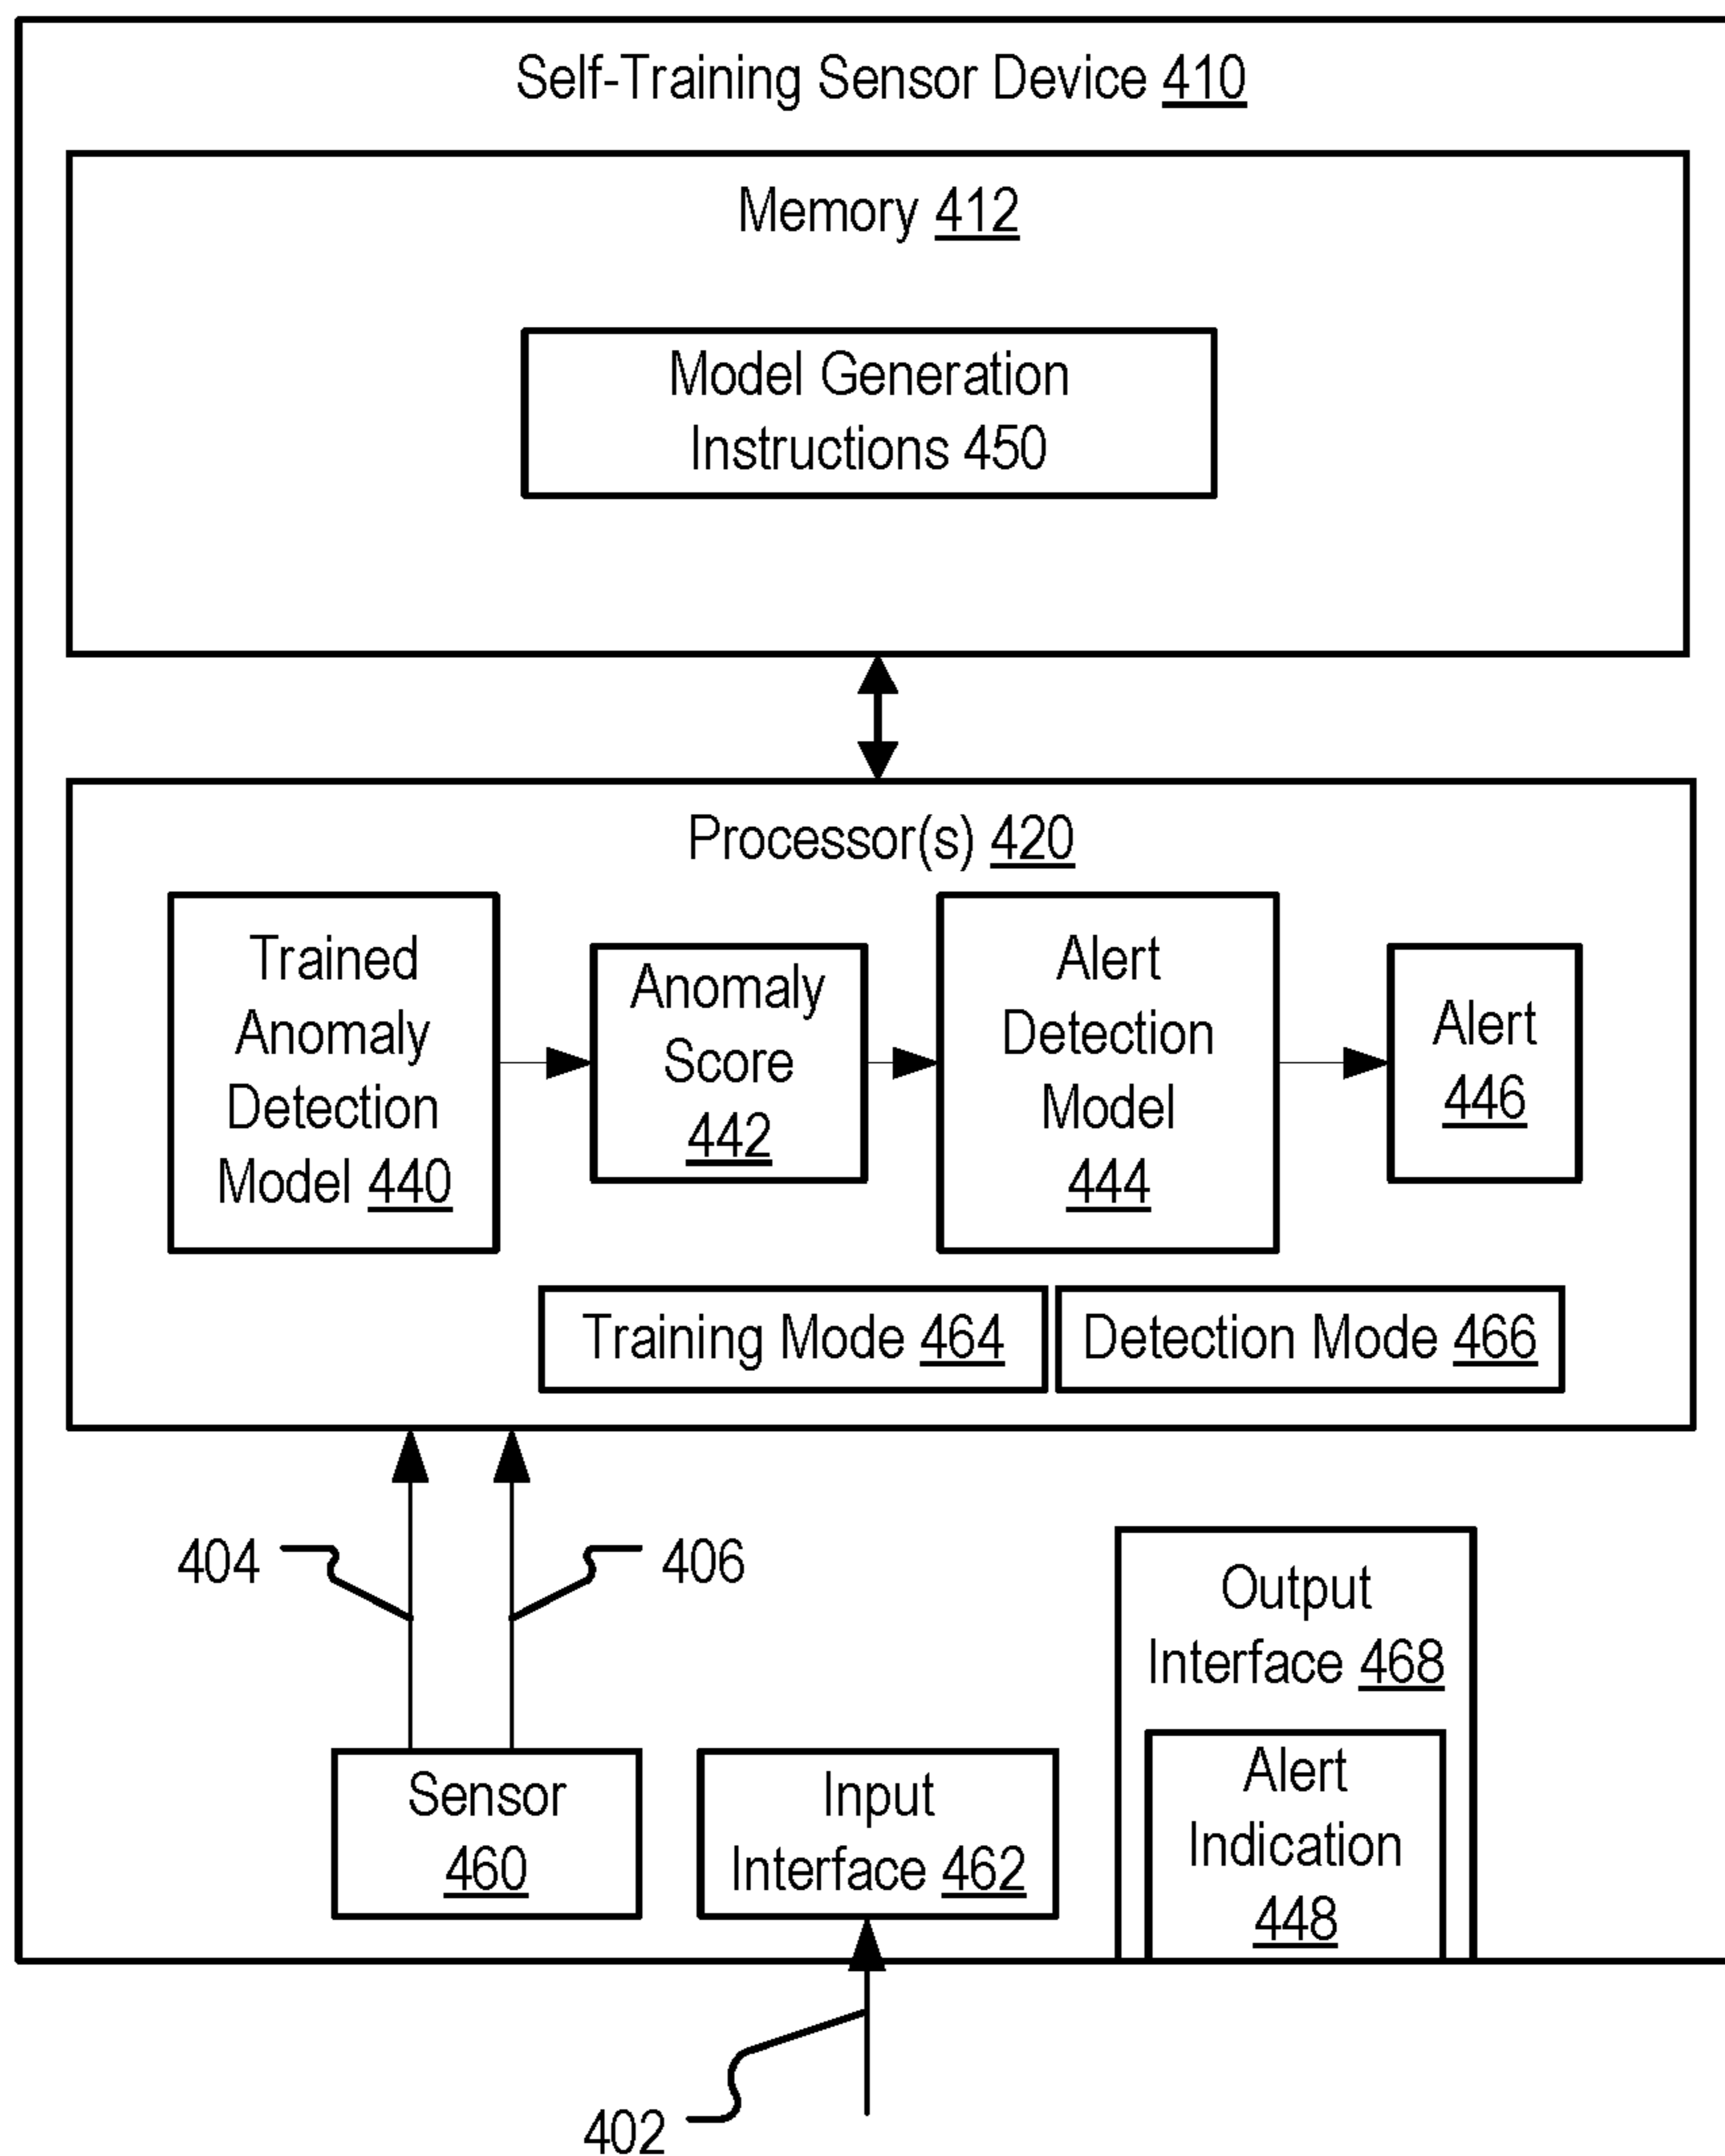 Self-Training Sensor Device 410
Memory 412
Model Generation
Instructions 450
Processor(s) 420
Trained
Anomaly
Detection
Model 440
Anomaly
Score
442
Alert
Detection
Model
444
Alert
446
Training Mode 464
Detection Mode 466
404
406
Output
Interface 468
Sensor
460
Input
Interface 462
Alert
Indication
448
402